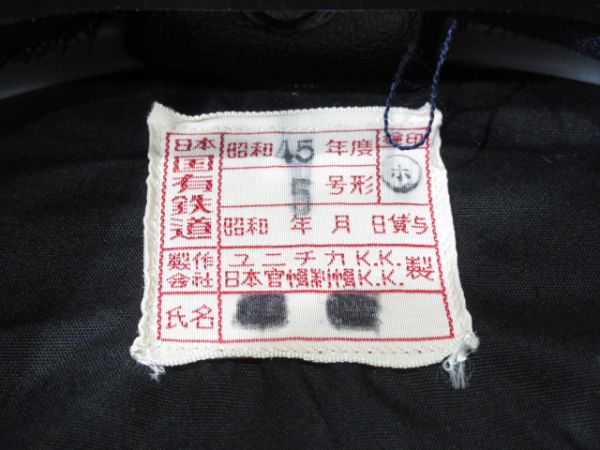 日本国有鉄道
昭和45年度
検印
5号形
ホ
昭和 年 月 日貸与
製作会社
ユニチカK.K.
日本官帽制帽K.K.
製
氏名